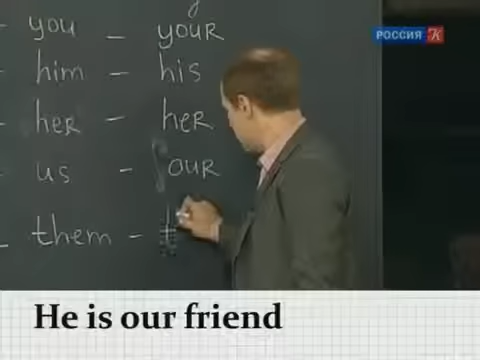 РОССИЯ К
– you – youR
– him – his
– heR – heR
– us – ouR
– them – t
He is our friend